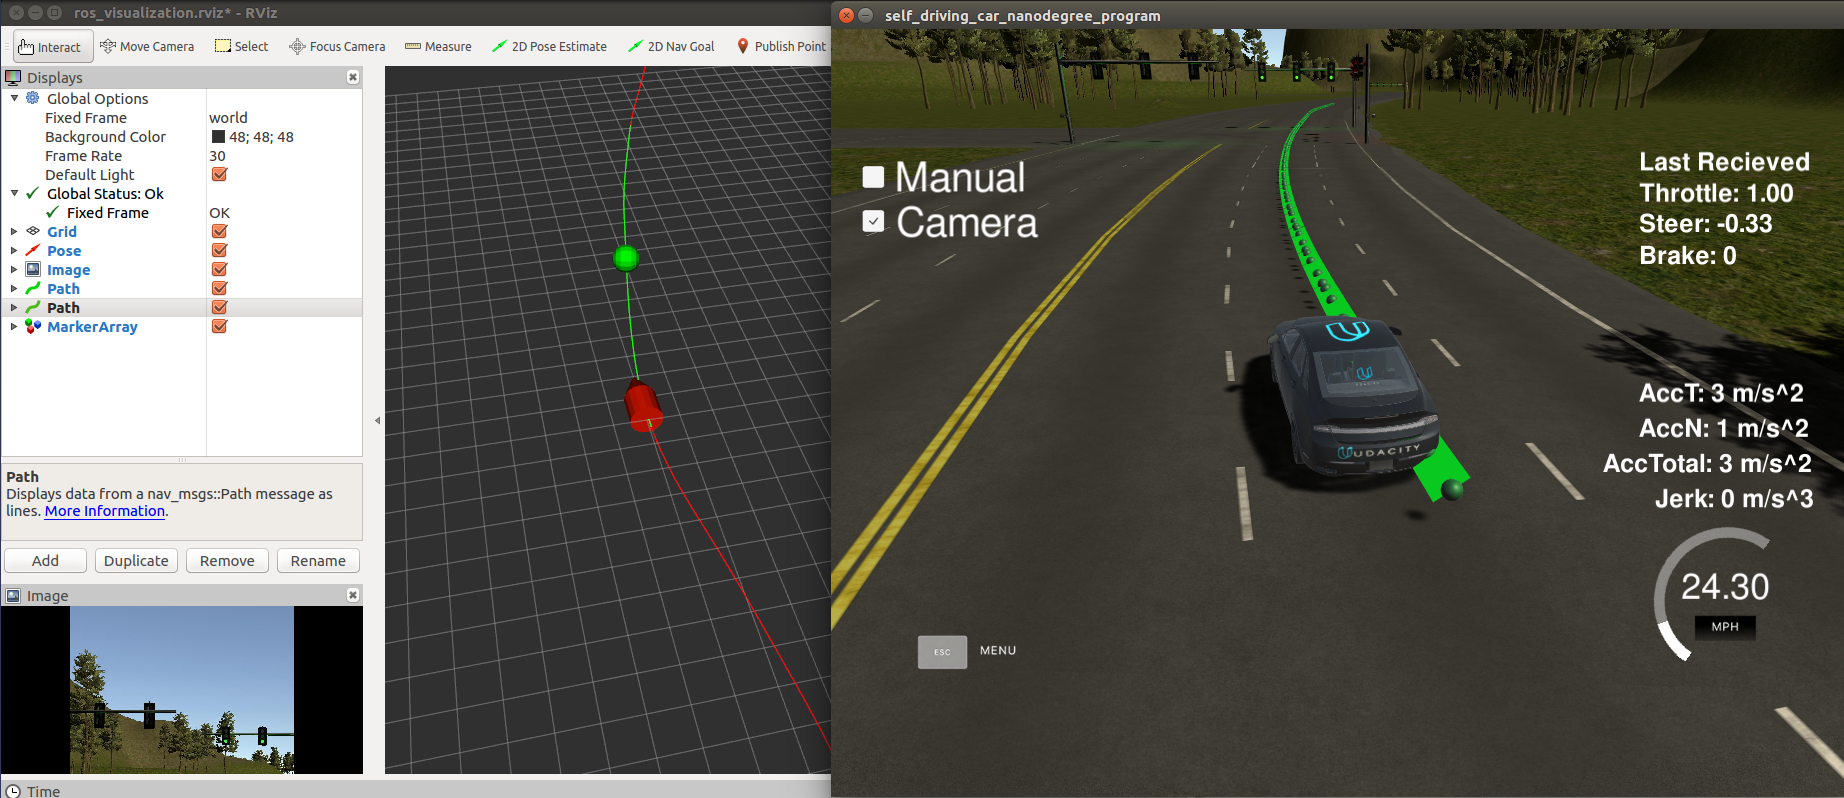 ros_visualization.rviz* - RViz
Interact
Move Camera
Select
Focus Camera
Measure
2D Pose Estimate
2D Nav Goal
Publish Point
Displays
Global Options
Fixed Frame world
Background Color 48; 48; 48
Frame Rate 30
Default Light
Global Status: Ok
Fixed Frame OK
Grid
Pose
Image
Path
Path
MarkerArray
Path
Displays data from a nav_msgs::Path message as
lines. More Information.
Add
Duplicate
Remove
Rename
Image
Time
self_driving_car_nanodegree_program
Manual
Camera
Last Recieved
Throttle: 1.00
Steer: -0.33
Brake: 0
UDACITY
AccT: 3 m/s^2
AccN: 1 m/s^2
AccTotal: 3 m/s^2
Jerk: 0 m/s^3
24.30
MPH
ESC
MENU